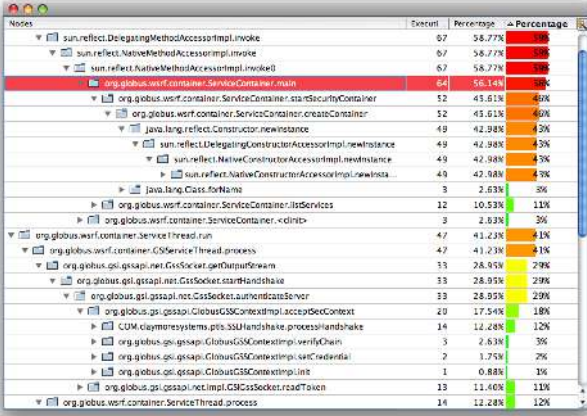 Nodes Executi... Percentage Percentage
sun.reflect.DelegatingMethodAccessorImpl.invoke 67 58.77% 59%
sun.reflect.NativeMethodAccessorImpl.invoke 67 58.77% 59%
sun.reflect.NativeMethodAccessorImpl.invoke0 67 58.77% 59%
org.globus.wsrf.container.ServiceContainer.main 64 56.14% 56%
org.globus.wsrf.container.ServiceContainer.startSecurityContainer 52 45.61% 46%
org.globus.wsrf.container.ServiceContainer.createContainer 52 45.61% 46%
java.lang.reflect.Constructor.newInstance 49 42.98% 43%
sun.reflect.DelegatingConstructorAccessorImpl.newInstance 49 42.98% 43%
sun.reflect.NativeConstructorAccessorImpl.newInstance 49 42.98% 43%
sun.reflect.NativeConstructorAccessorImpl.newInsta... 49 42.98% 43%
java.lang.Class.forName 3 2.63% 3%
org.globus.wsrf.container.ServiceContainer.listServices 12 10.53% 11%
org.globus.wsrf.container.ServiceContainer.<clinit> 3 2.63% 3%
org.globus.wsrf.container.ServiceThread.run 47 41.23% 41%
org.globus.wsrf.container.GSIServiceThread.process 47 41.23% 41%
org.globus.gsi.gssapi.net.GssSocket.getOutputStream 33 28.95% 29%
org.globus.gsi.gssapi.net.GssSocket.startHandshake 33 28.95% 29%
org.globus.gsi.gssapi.net.GssSocket.authenticateServer 33 28.95% 29%
org.globus.gsi.gssapi.GlobusGSSContextImpl.acceptSecContext 20 17.54% 18%
COM.claymoresystems.ptls.SSLHandshake.processHandshake 14 12.28% 12%
org.globus.gsi.gssapi.GlobusGSSContextImpl.verifyChain 3 2.63% 3%
org.globus.gsi.gssapi.GlobusGSSContextImpl.setCredential 2 1.75% 2%
org.globus.gsi.gssapi.GlobusGSSContextImpl.init 1 0.88% 1%
org.globus.gsi.gssapi.net.impl.GSIGssSocket.readToken 13 11.40% 11%
org.globus.wsrf.container.ServiceThread.process 14 12.28% 12%